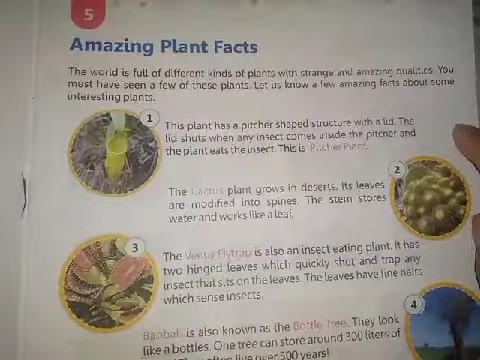 5
Amazing Plant Facts
The world is full of different kinds of plants with strange and amazing qualities. You
must have seen a few of these plants. Let us know a few amazing facts about some
interesting plants.
1
This plant has a pitcher shaped structure with a lid. The
lid shuts when any insect comes inside the pitcher and
the plant eats the insect. This is Pitcher Plant.
2
The Cactus plant grows in deserts. Its leaves
are modified into spines. The stem stores
water and works like a leaf.
3
The Venus Flytrap is also an insect eating plant. It has
two hinged leaves which quickly shut and trap any
insect that sits on the leaves. The leaves have fine hairs
which sense insects.
4
Baobab is also known as the Bottle Tree. They look
like a bottles. One tree can store around 300 liters of
often live over 500 years!